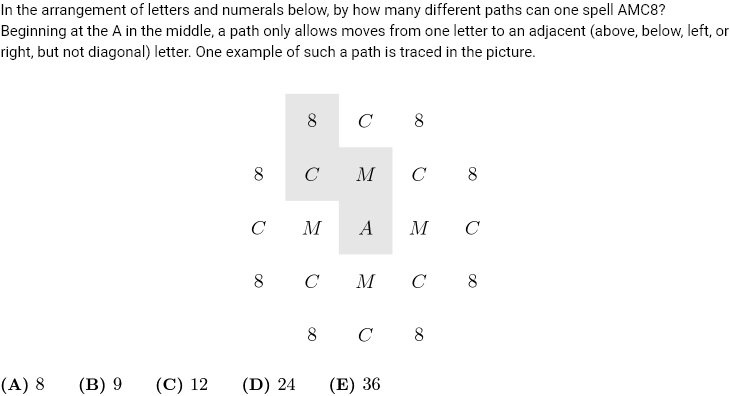 In the arrangement of letters and numerals below, by how many different paths can one spell AMC8?
Beginning at the A in the middle, a path only allows moves from one letter to an adjacent (above, below, left, or
right, but not diagonal) letter. One example of such a path is traced in the picture.
8 C 8
8 C M C 8
C M A M C
8 C M C 8
8 C 8
(A) 8 (B) 9 (C) 12 (D) 24 (E) 36